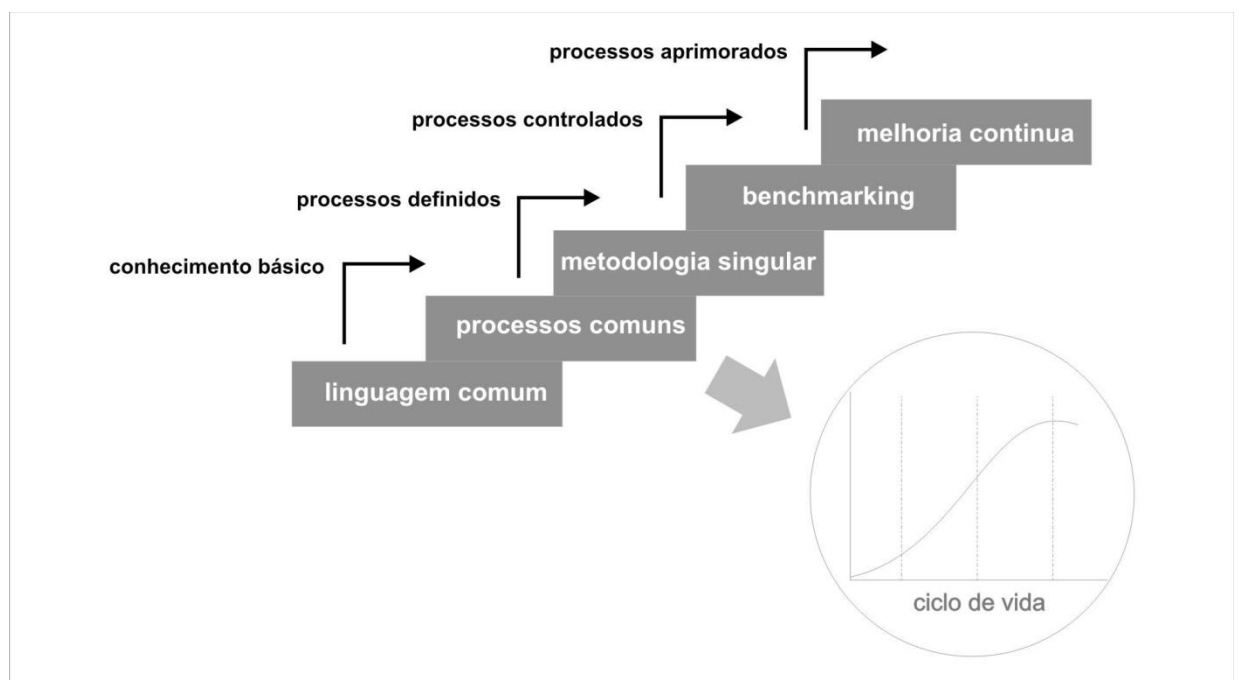 processos aprimorados
processos controlados
processos definidos
conhecimento básico
melhoria continua
benchmarking
metodologia singular
processos comuns
linguagem comum
ciclo de vida